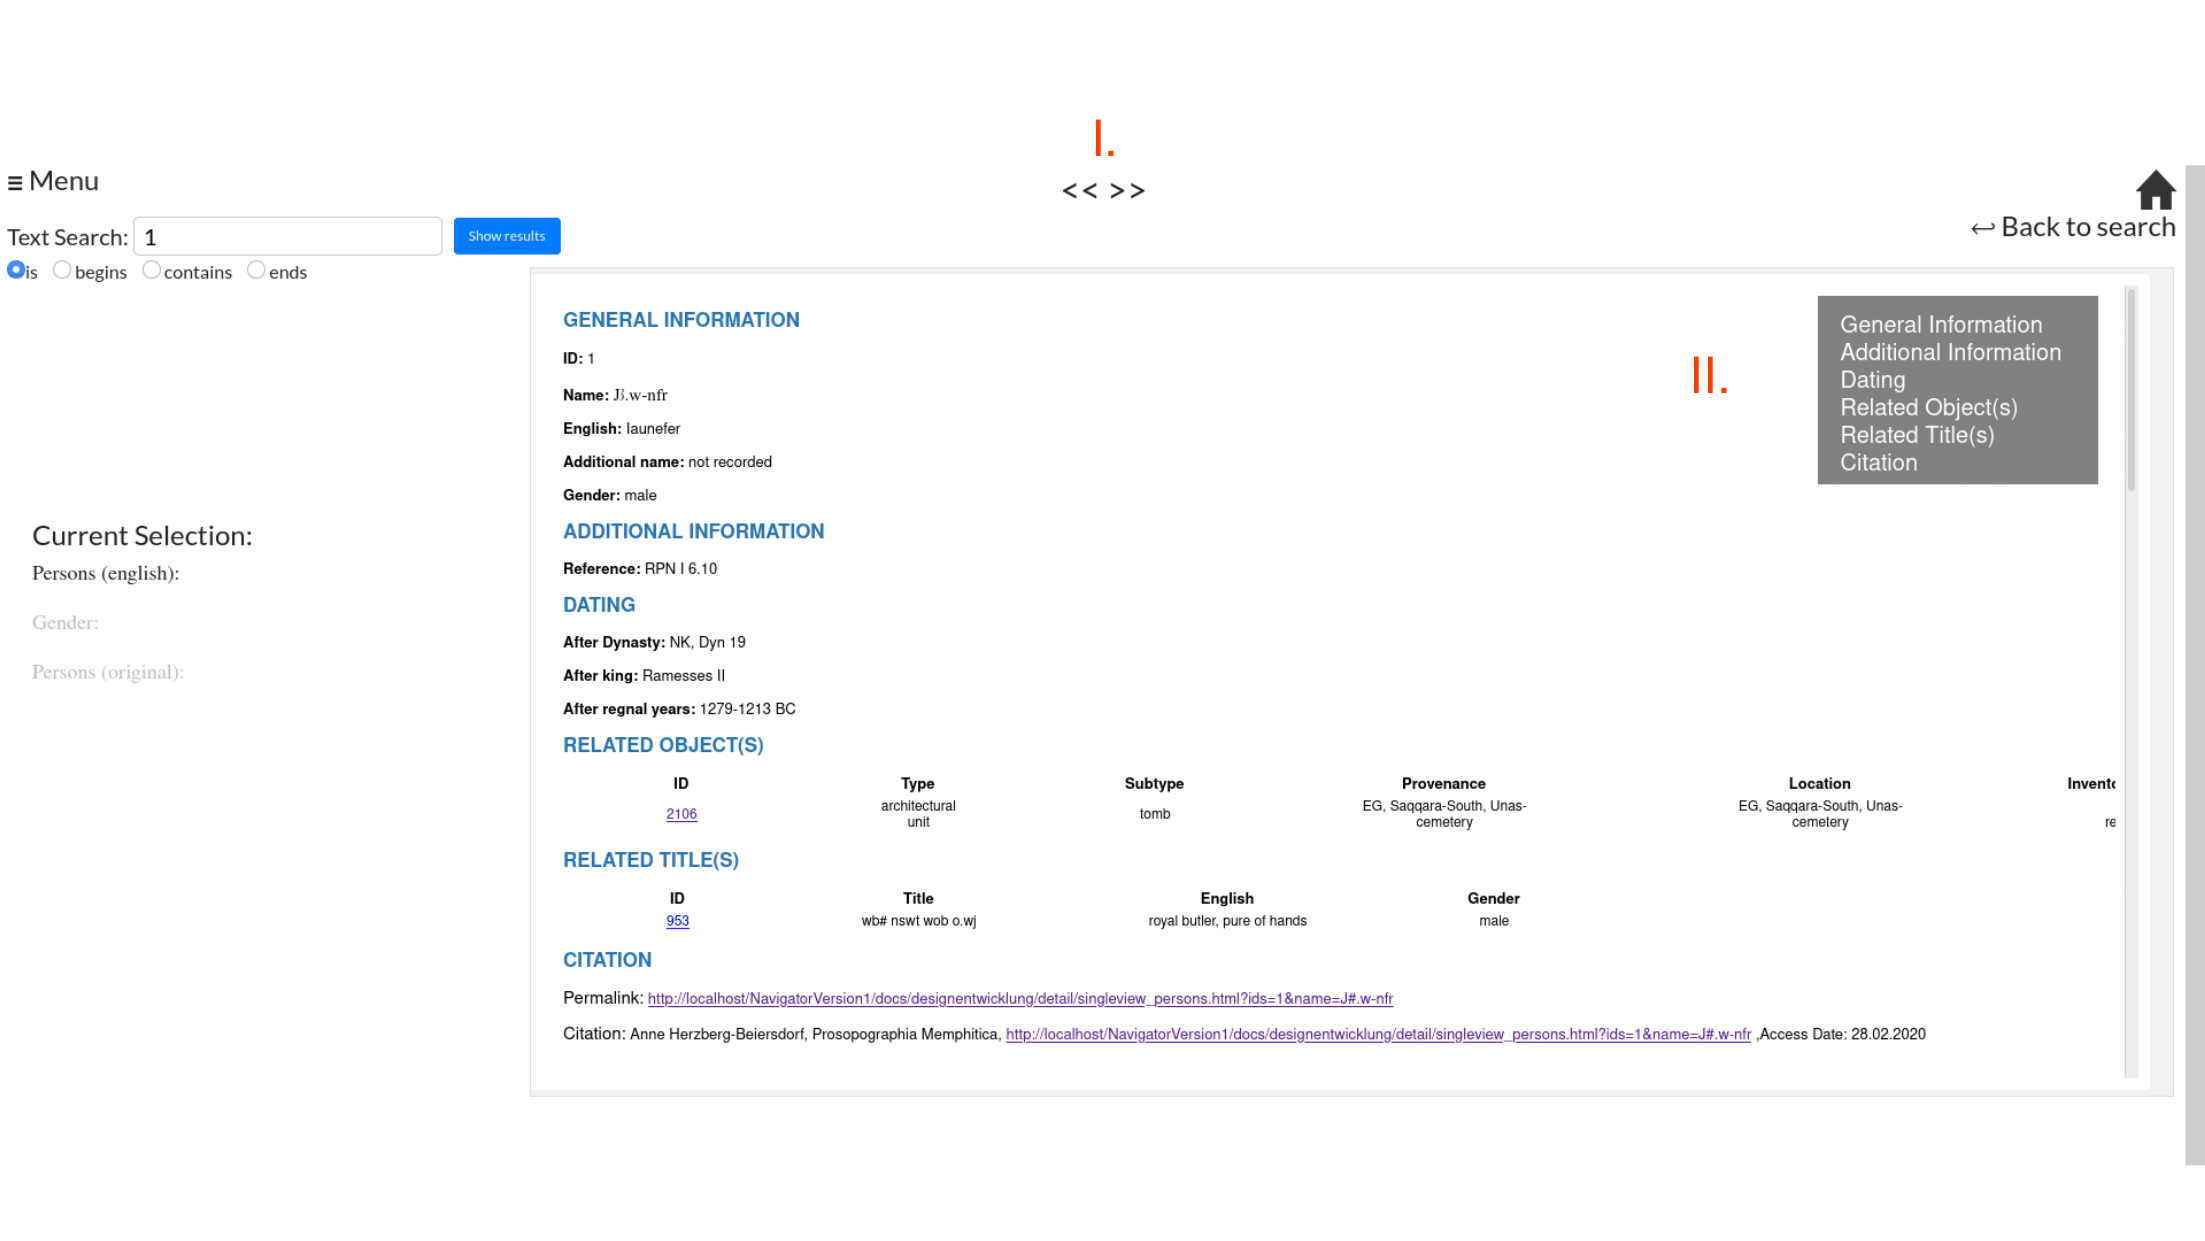 I.
<< >>
≡ Menu
Text Search: 1 Show results
↩ Back to search
is begins contains ends
GENERAL INFORMATION
ID: 1
Name: Jꜣ.w-nfr
English: Iaunefer
Additional name: not recorded
Gender: male
ADDITIONAL INFORMATION
Reference: RPN I 6.10
DATING
After Dynasty: NK, Dyn 19
After king: Ramesses II
After regnal years: 1279-1213 BC
RELATED OBJECT(S)
ID Type Subtype Provenance Location Invento
2106 architectural unit tomb EG, Saqqara-South, Unas-cemetery EG, Saqqara-South, Unas-cemetery re
RELATED TITLE(S)
ID Title English Gender
953 wb# nswt wob o.wj royal butler, pure of hands male
CITATION
Permalink: http://localhost/NavigatorVersion1/docs/designentwicklung/detail/singleview_persons.html?ids=1&name=J#.w-nfr
Citation: Anne Herzberg-Beiersdorf, Prosopographia Memphitica, http://localhost/NavigatorVersion1/docs/designentwicklung/detail/singleview_persons.html?ids=1&name=J#.w-nfr ,Access Date: 28.02.2020
II.
General Information
Additional Information
Dating
Related Object(s)
Related Title(s)
Citation
Current Selection:
Persons (english):
Gender:
Persons (original):